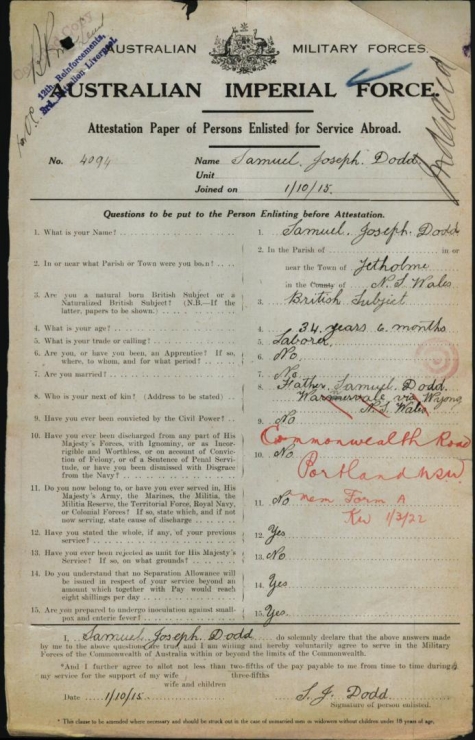 AUSTRALIAN MILITARY FORCES.
12th Reinforcements,
3rd Battalion Liverpool
AUSTRALIAN IMPERIAL FORCE.
Indexed
Attestation Paper of Persons Enlisted for Service Abroad.
No. 4094 Name Samuel Joseph Dodd
Unit
Joined on 1/10/15.
Questions to be put to the Person Enlisting before Attestation.
1. What is your Name? 1. Samuel Joseph Dodd
2. In or near what Parish or Town were you born? 2. In the Parish of in or
near the Town of Jetholme
in the County of N. S. Wales
3. Are you a natural born British Subject or a
Naturalized British Subject? (N.B.—If the
latter, papers to be shown.) 3. British Subject
4. What is your age? 4. 34 years 6 months
5. What is your trade or calling? 5. Laborer
6. Are you, or have you been, an Apprentice? If so,
where, to whom, and for what period? 6. No.
7. Are you married? 7. No.
8. Who is your next of kin? (Address to be stated) 8. Father Samuel Dodd
Warnervale via Wyong
N. S. Wales
9. Have you ever been convicted by the Civil Power? 9. No
Commonwealth Road
Portland NSW
10. Have you ever been discharged from any part of His
Majesty's Forces, with Ignominy, or as Incor-
rigible and Worthless, or on account of Convic-
tion of Felony, or of a Sentence of Penal Servi-
tude, or have you been dismissed with Disgrace
from the Navy? 10. No
11. Do you now belong to, or have you ever served in, His
Majesty's Army, the Marines, the Militia, the
Militia Reserve, the Territorial Force, Royal Navy,
or Colonial Forces? If so, state which, and if not
now serving, state cause of discharge 11. No
mem Form A
1/3/22
12. Have you stated the whole, if any, of your previous
service? 12. Yes
13. Have you ever been rejected as unfit for His Majesty's
Service? If so, on what grounds? 13. No.
14. Do you understand that no Separation Allowance will
be issued in respect of your service beyond an
amount which together with Pay would reach
eight shillings per day 14. Yes.
15. Are you prepared to undergo inoculation against small-
pox and enteric fever? 15. Yes.
I, Samuel Joseph Dodd do solemnly declare that the above answers made
by me to the above questions are true, and I am willing and hereby voluntarily agree to serve in the Military
Forces of the Commonwealth of Australia within or beyond the limits of the Commonwealth.
*And I further agree to allot not less than two-fifths of the pay payable to me from time to time during
three-fifths
my service for the support of my wife
wife and children
Date 1/10/15 S. J. Dodd
Signature of person enlisted.
* This clause to be amended where necessary and should be struck out in the case of unmarried men or widowers without children under 18 years of age.